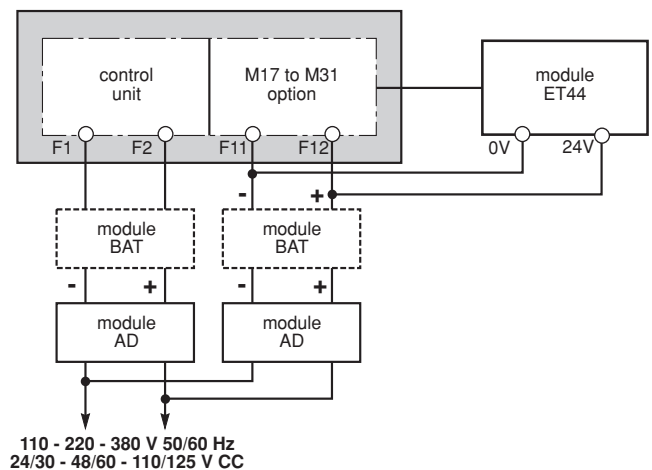 control
unit
M17 to M31
option
module
ET44
F1
F2
F11
F12
0V
24V
-
+
module
BAT
module
BAT
-
+
-
+
module
AD
module
AD
110 - 220 - 380 V 50/60 Hz
24/30 - 48/60 - 110/125 V CC